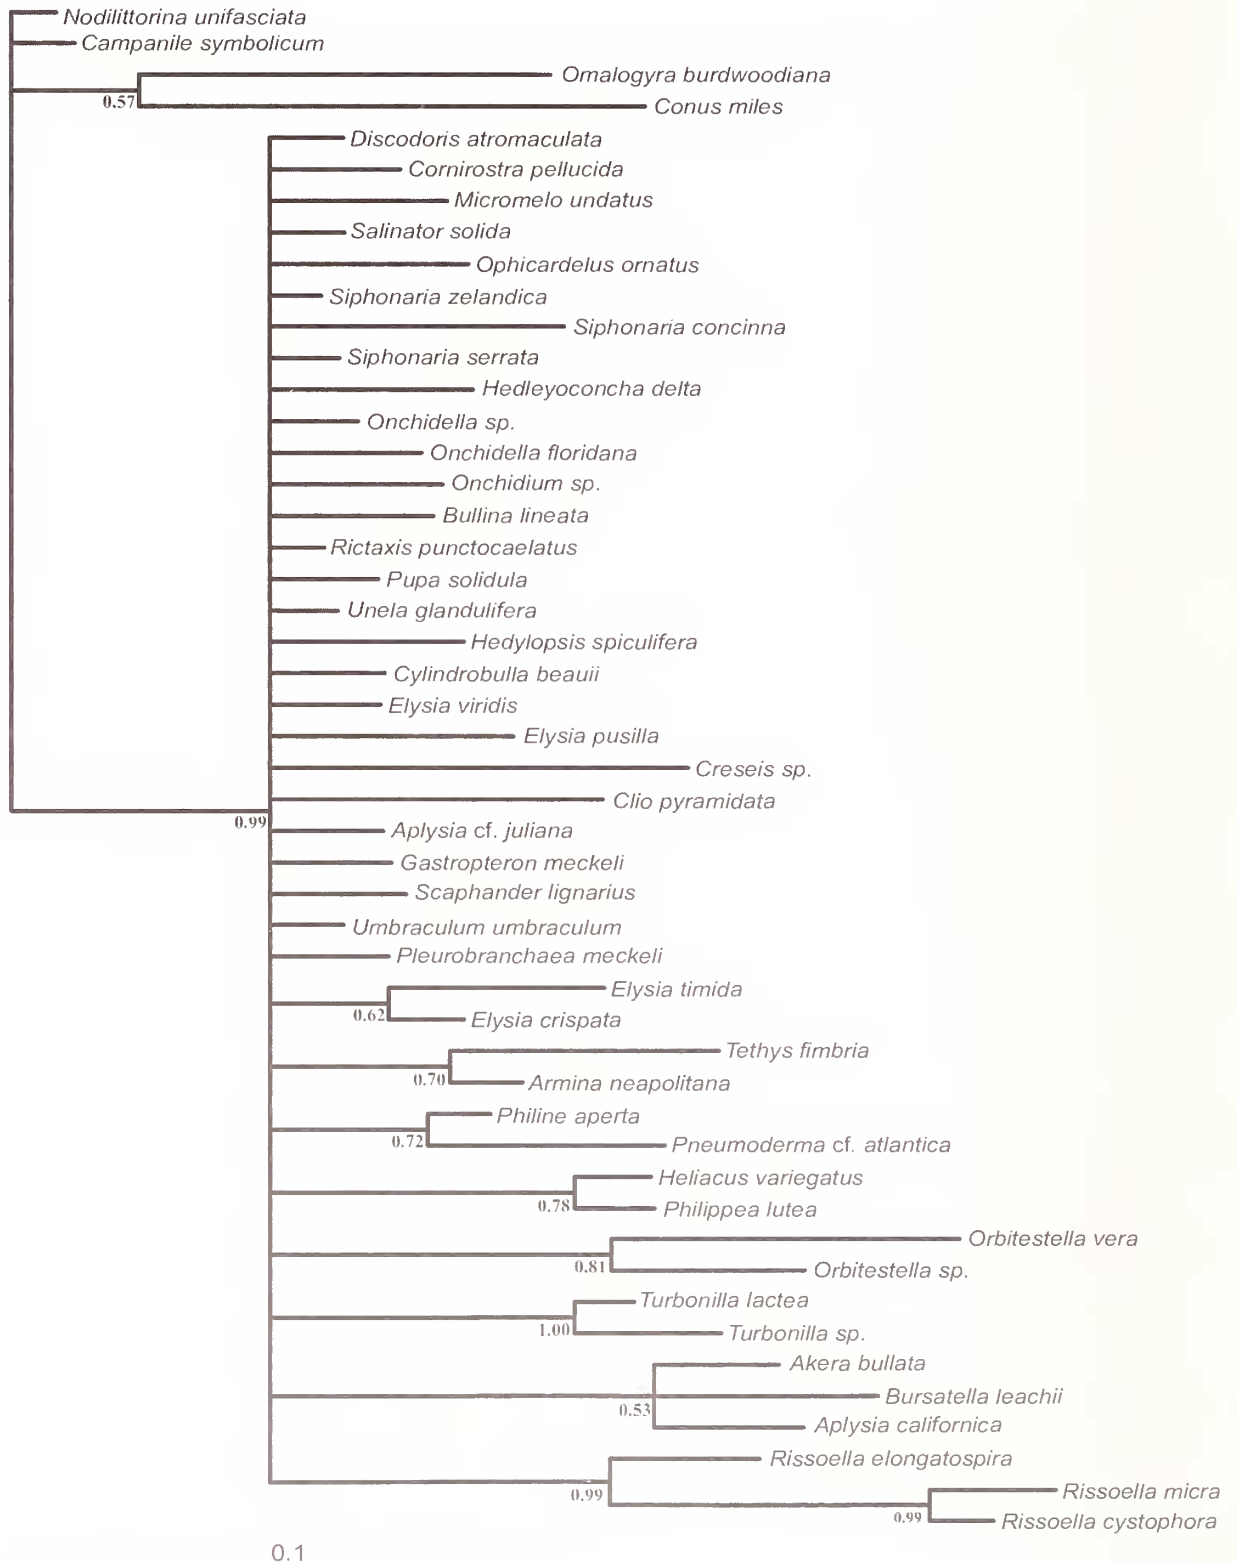 Nodilittorina unifasciata
Campanile symbolicum
Omalogyra burdwoodiana
0.57
Conus miles
Discodoris atromaculata
Cornirostra pellucida
Micromelo undatus
Salinator solida
Ophicardelus ornatus
Siphonaria zelandica
Siphonaria concinna
Siphonaria serrata
Hedleyoconcha delta
Onchidella sp.
Onchidella floridana
Onchidium sp.
Bullina lineata
Rictaxis punctocaelatus
Pupa solidula
Unela glandulifera
Hedylopsis spiculifera
Cylindrobulla beauii
Elysia viridis
Elysia pusilla
Creseis sp.
Clio pyramidata
0.99
Aplysia cf. juliana
Gastropteron meckeli
Scaphander lignarius
Umbraculum umbraculum
Pleurobranchaea meckeli
Elysia timida
0.62
Elysia crispata
Tethys fimbria
0.70
Armina neapolitana
Philine aperta
0.72
Pneumoderma cf. atlantica
Heliacus variegatus
0.78
Philippea lutea
Orbitestella vera
0.81
Orbitestella sp.
Turbonilla lactea
1.00
Turbonilla sp.
Akera bullata
Bursatella leachii
0.53
Aplysia californica
Rissoella elongatospira
0.99
Rissoella micra
0.99
Rissoella cystophora
0.1